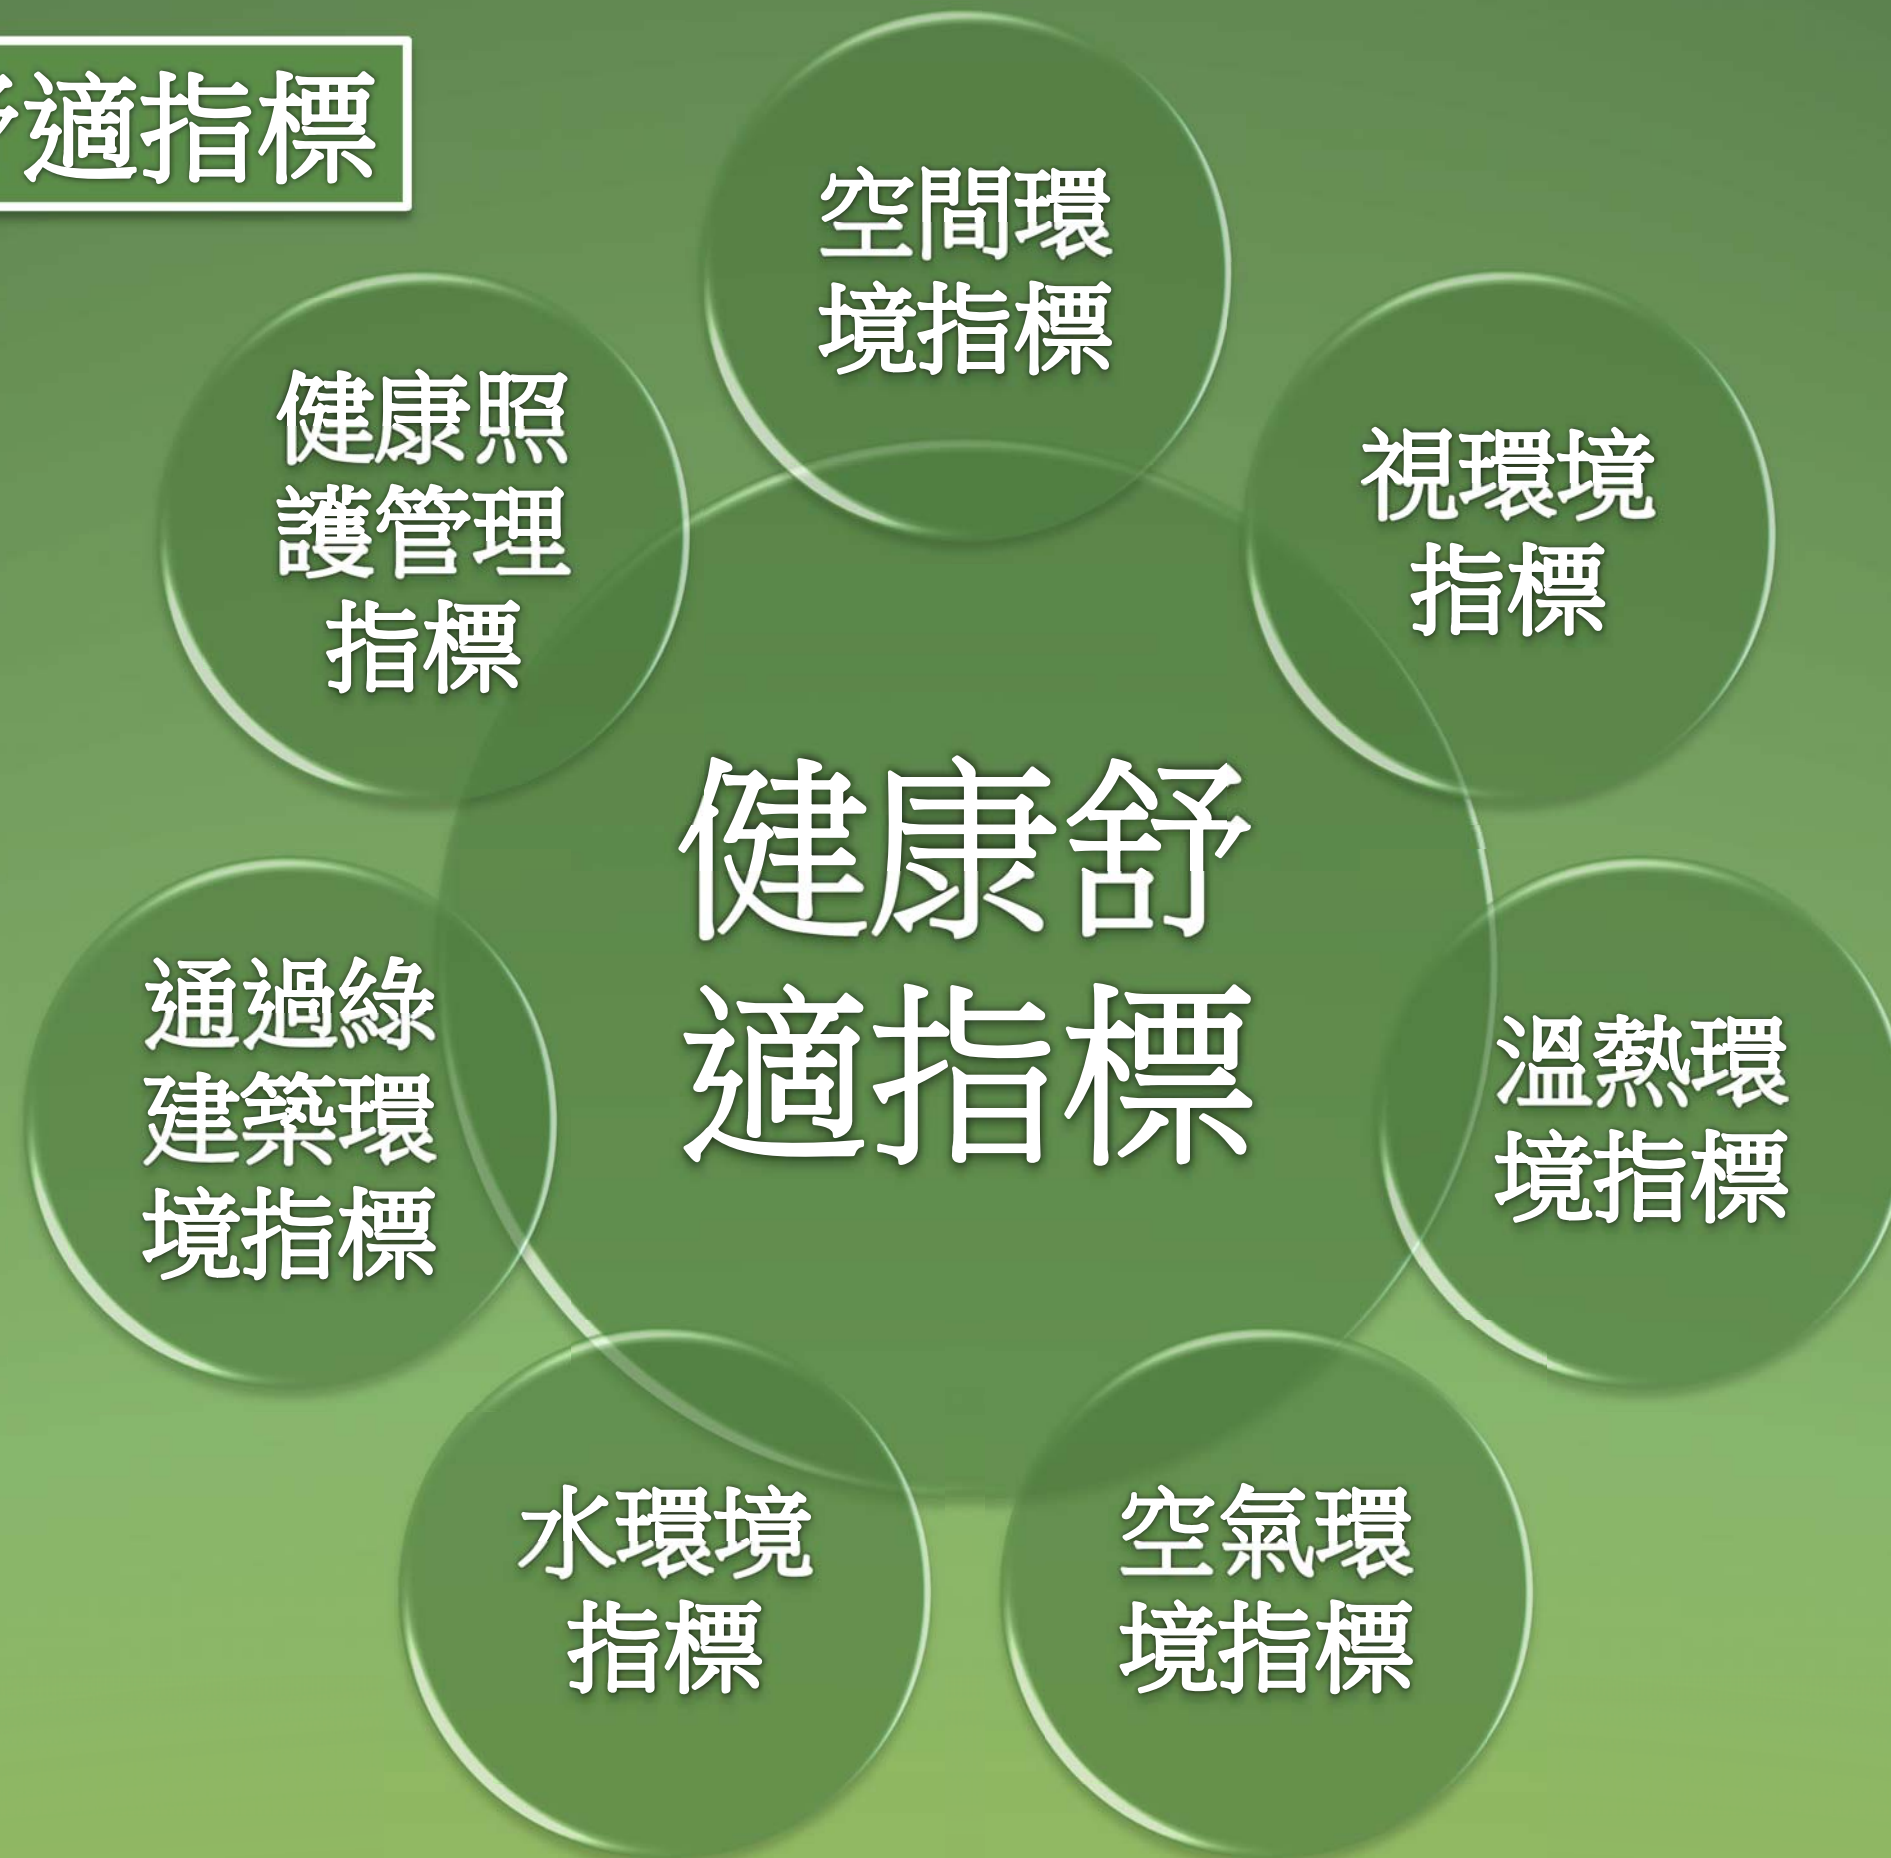 適指標
空間環
境指標
視環境
指標
溫熱環
境指標
空氣環
境指標
水環境
指標
通過綠
建築環
境指標
健康照
護管理
指標
健康舒
適指標